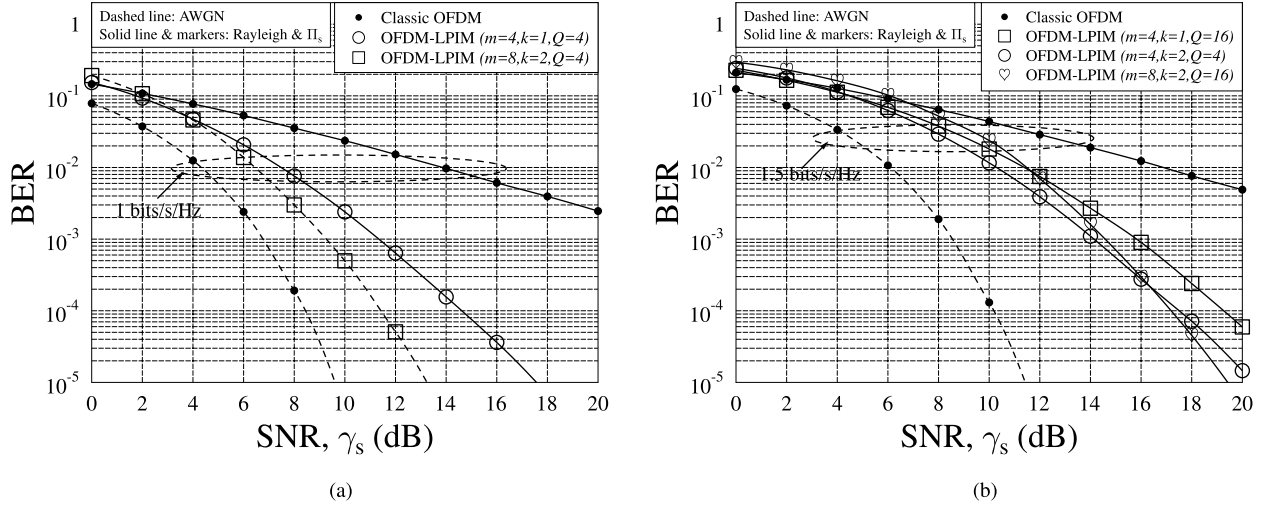 Dashed line: AWGN
Solid line & markers: Rayleigh & Πs
Classic OFDM
OFDM-LPIM (m=4,k=1,Q=4)
OFDM-LPIM (m=8,k=2,Q=4)
1
10-1
10-2
10-3
10-4
10-5
BER
1 bits/s/Hz
0 2 4 6 8 10 12 14 16 18 20
SNR, γs (dB)
(a)
Dashed line: AWGN
Solid line & markers: Rayleigh & Πs
Classic OFDM
OFDM-LPIM (m=4,k=1,Q=16)
OFDM-LPIM (m=4,k=2,Q=4)
OFDM-LPIM (m=8,k=2,Q=16)
1
10-1
10-2
10-3
10-4
10-5
BER
1.5 bits/s/Hz
0 2 4 6 8 10 12 14 16 18 20
SNR, γs (dB)
(b)